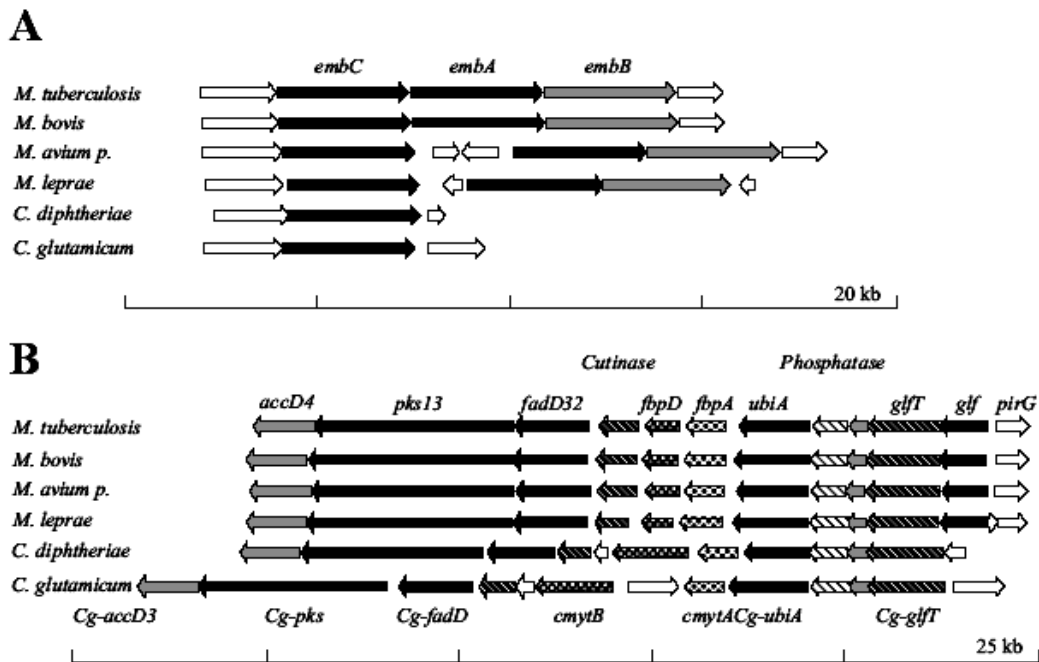 A
embC embA embB
M. tuberculosis
M. bovis
M. avium p.
M. leprae
C. diphtheriae
C. glutamicum
20 kb
B
Cutinase Phosphatase
accD4 pks13 fadD32 fbpD fbpA ubiA glfT glf pirG
M. tuberculosis
M. bovis
M. avium p.
M. leprae
C. diphtheriae
C. glutamicum
Cg-accD3 Cg-pks Cg-fadD cmytB cmytACg-ubiA Cg-glfT
25 kb